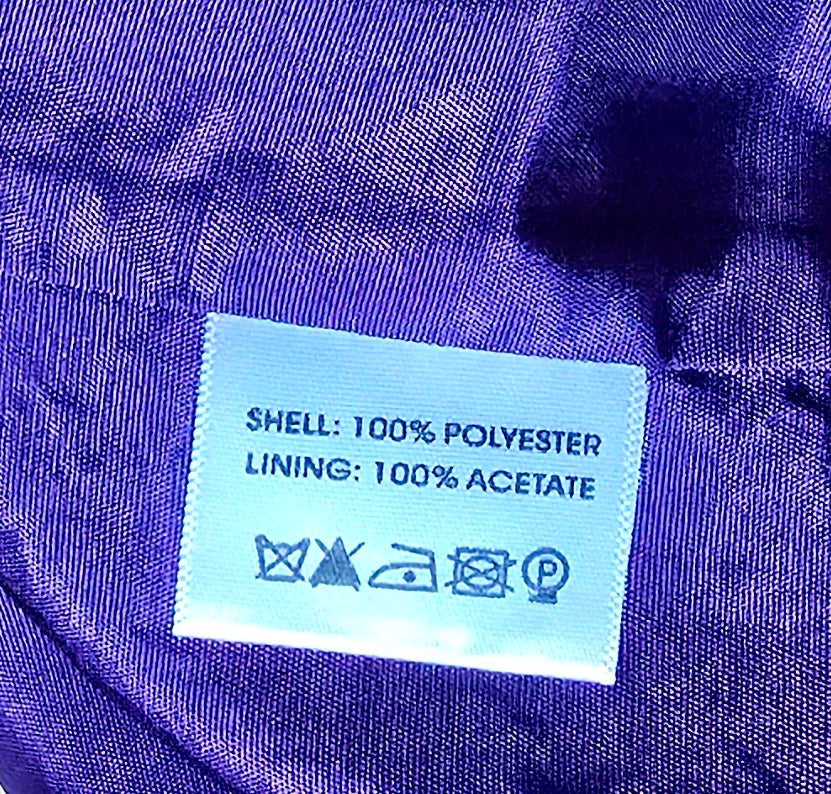 SHELL: 100% POLYESTER
LINING: 100% ACETATE
P